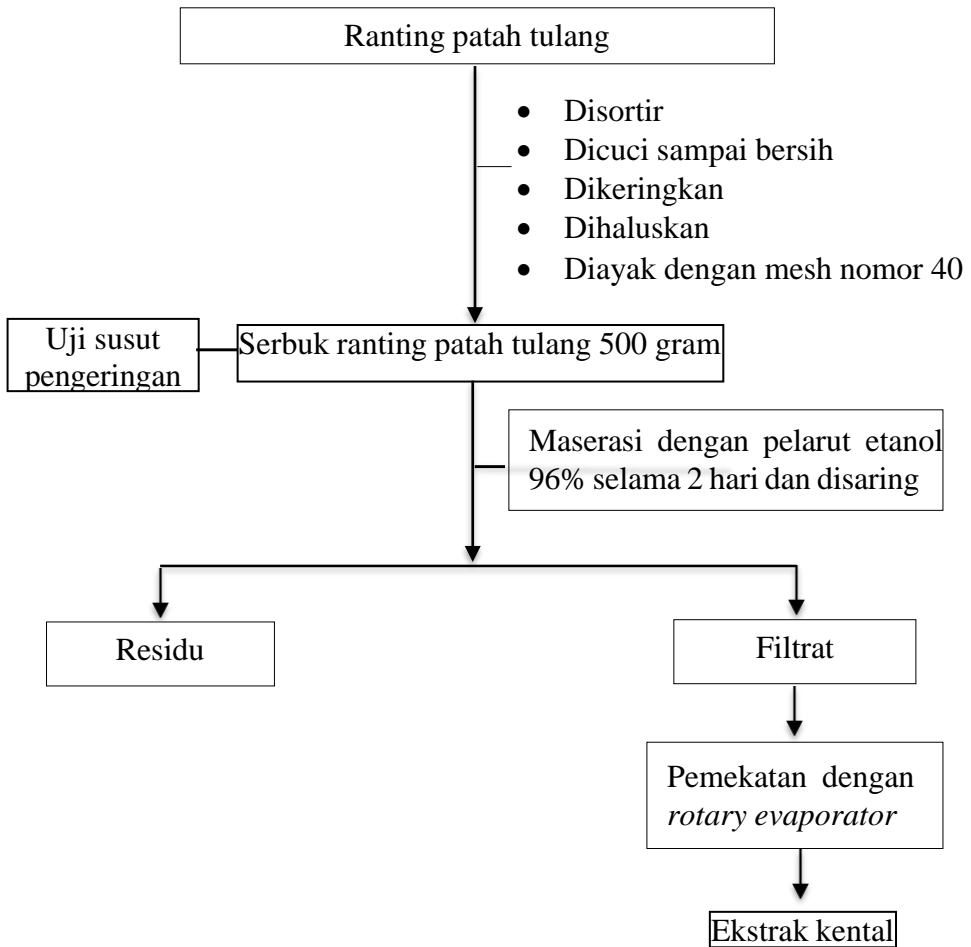 Ranting patah tulang
• Disortir
• Dicuci sampai bersih
• Dikeringkan
• Dihaluskan
• Diayak dengan mesh nomor 40
Uji susut
pengeringan
Serbuk ranting patah tulang 500 gram
Maserasi dengan pelarut etanol
96% selama 2 hari dan disaring
Residu
Filtrat
Pemekatan dengan
rotary evaporator
Ekstrak kental